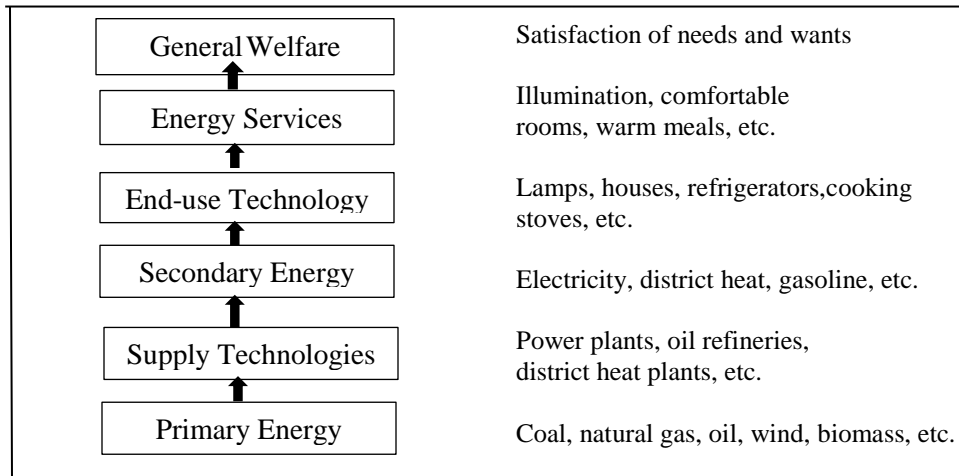 General Welfare
Satisfaction of needs and wants
Energy Services
Illumination, comfortable
rooms, warm meals, etc.
End-use Technology
Lamps, houses, refrigerators,cooking
stoves, etc.
Secondary Energy
Electricity, district heat, gasoline, etc.
Supply Technologies
Power plants, oil refineries,
district heat plants, etc.
Primary Energy
Coal, natural gas, oil, wind, biomass, etc.